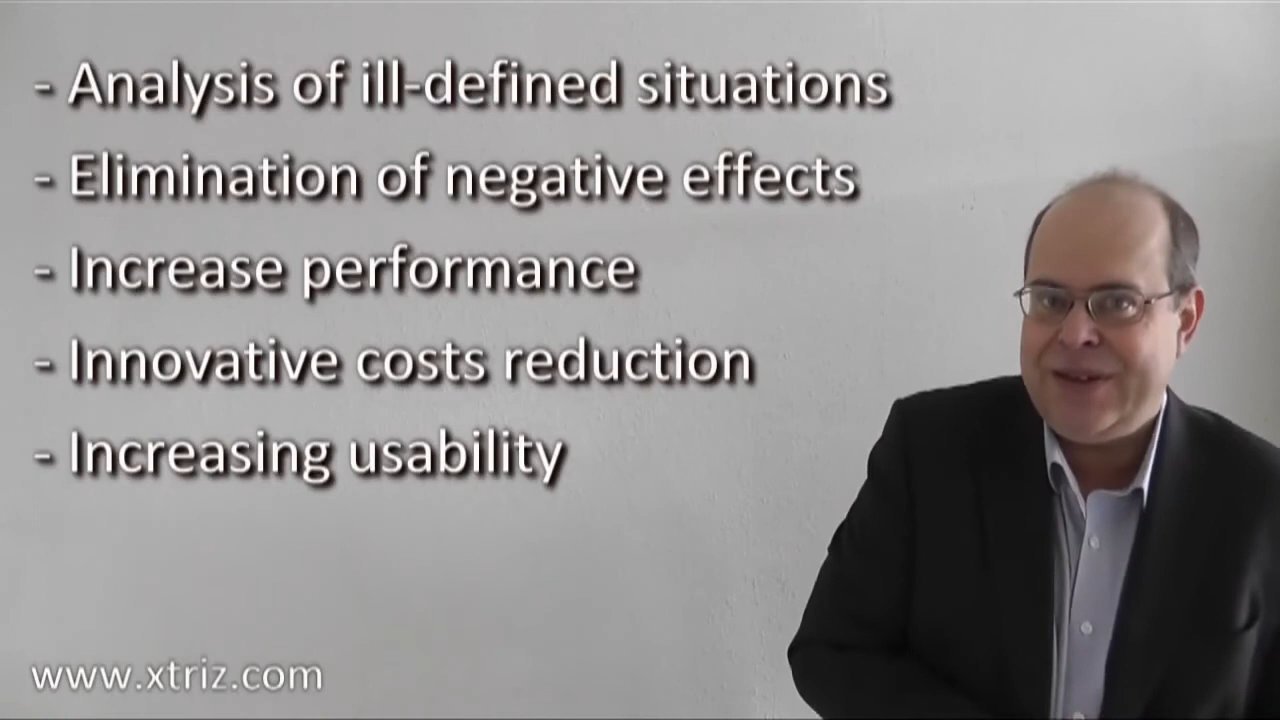 - Analysis of ill-defined situations
- Elimination of negative effects
- Increase performance
- Innovative costs reduction
- Increasing usability
www.xtriz.com